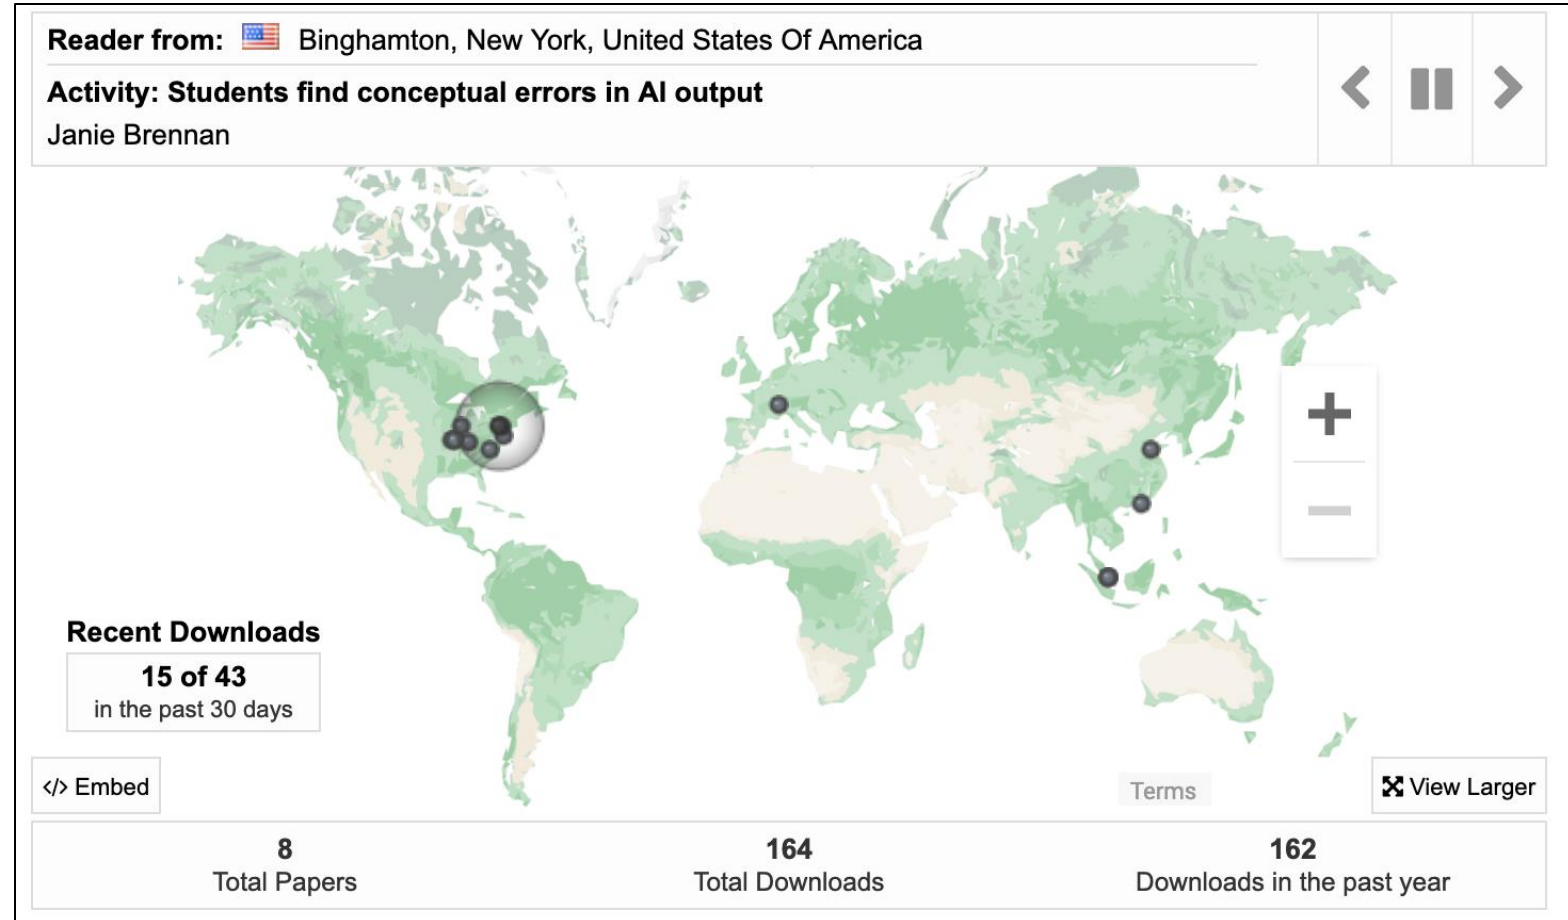 Reader from: Binghamton, New York, United States Of America
Activity: Students find conceptual errors in AI output
Janie Brennan
Recent Downloads
15 of 43
in the past 30 days
</> Embed
Terms
View Larger
8
Total Papers
164
Total Downloads
162
Downloads in the past year